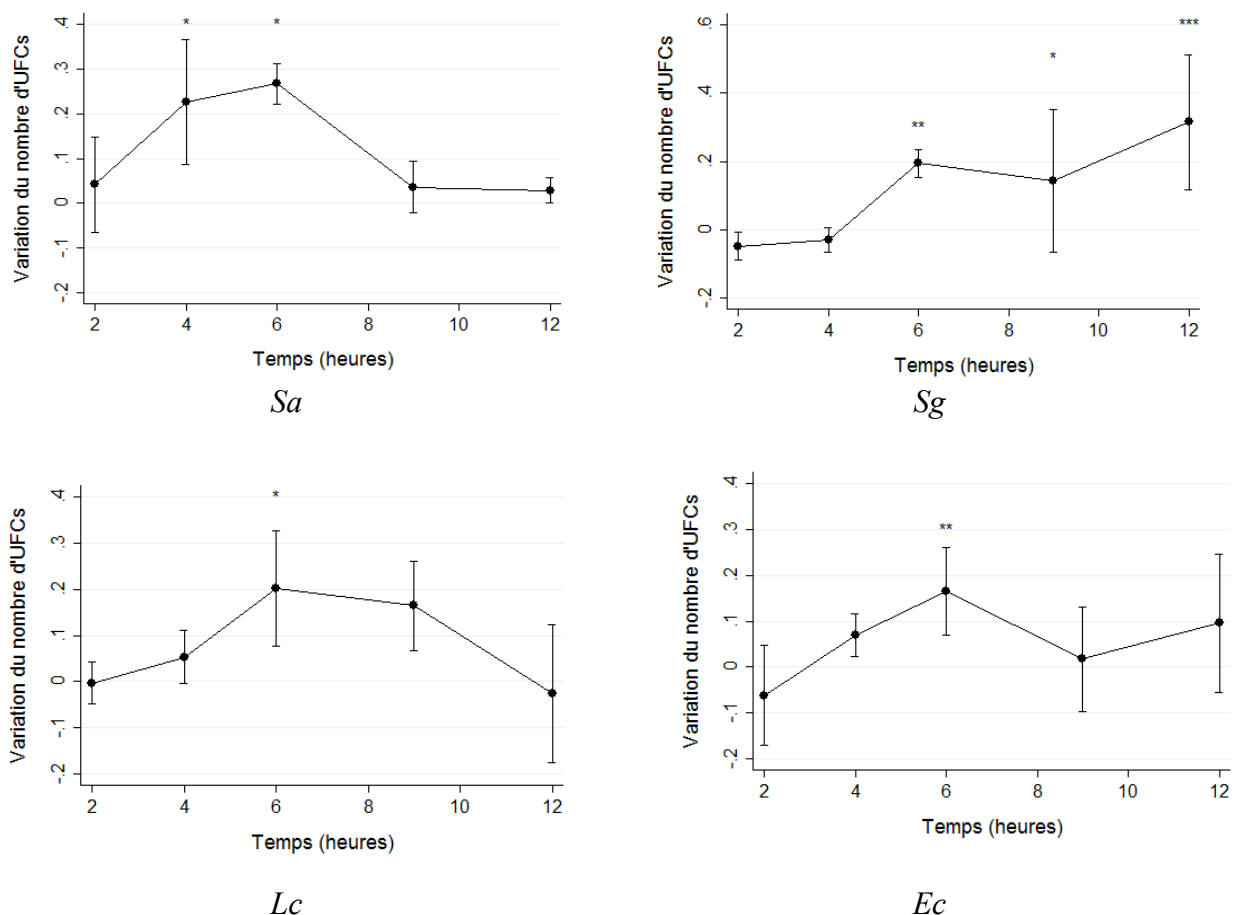 Variation du nombre d'UFCs
.4
.3
.2
.1
0
-.1
-.2
* *
2 4 6 8 10 12
Temps (heures)
Sa
Variation du nombre d'UFCs
.6
.4
.2
0
-.2
** * ***
2 4 6 8 10 12
Temps (heures)
Sg
Variation du nombre d'UFCs
.4
.3
.2
.1
0
-.1
-.2
*
2 4 6 8 10 12
Temps (heures)
Lc
Variation du nombre d'UFCs
.4
.3
.2
.1
0
-.1
-.2
**
2 4 6 8 10 12
Temps (heures)
Ec